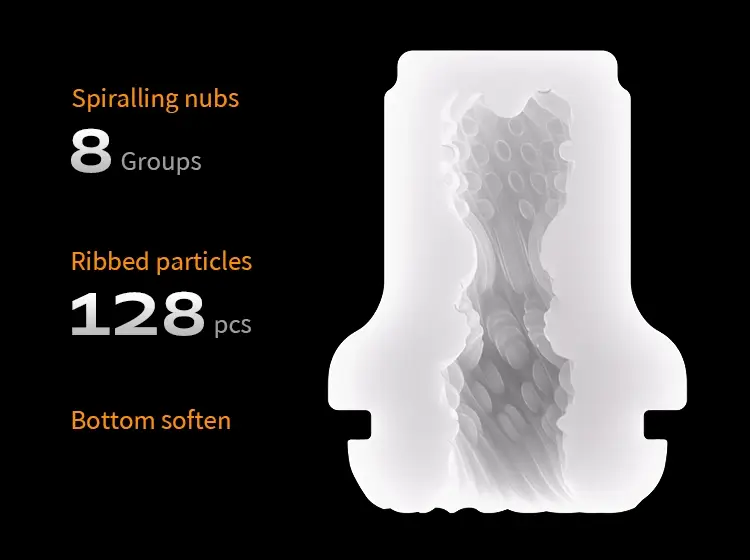 Spiralling nubs
8 Groups
Ribbed particles
128 pcs
Bottom soften